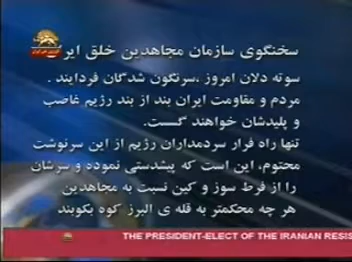 سخنگوی سازمان مجاهدین خلق ایران
سوته دلان امروز ،سرنگون شدگان فردایند .
مردم و مقاومت ایران بند از بند رژیم غاصب
و پلیدشان خواهند گسست.
تنها راه فرار سردمداران رژیم از این سرنوشت
محتوم، این است که پیشدستی نموده و سرشان
را از فرط سوز و کین نسبت به مجاهدین
هر چه محکمتر به قله ی البرز کوه بکوبند
THE PRESIDENT-ELECT OF THE IRANIAN RESIS